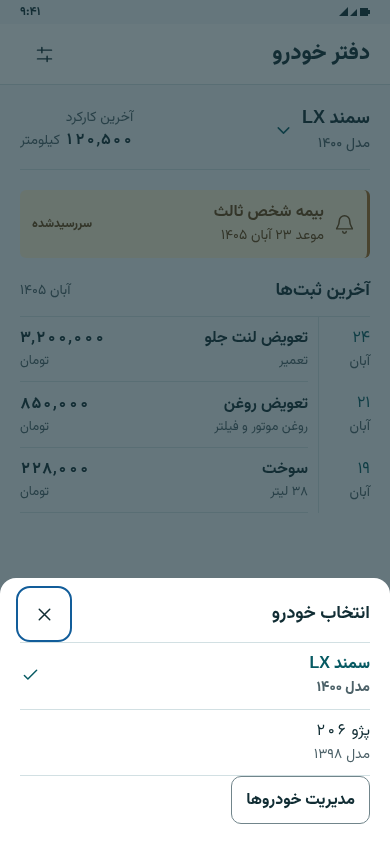 ۹:۴۱
دفتر خودرو
سمند LX
مدل ۱۴۰۰
آخرین کارکرد
۱۲۰,۵۰۰ کیلومتر
بیمه شخص ثالث
موعد ۲۳ آبان ۱۴۰۵
سررسیدشده
آخرین ثبت‌ها
آبان ۱۴۰۵
۲۴
آبان
تعویض لنت جلو
تعمیر
۳,۲۰۰,۰۰۰
تومان
۲۱
آبان
تعویض روغن
روغن موتور و فیلتر
۸۵۰,۰۰۰
تومان
۱۹
آبان
سوخت
۳۸ لیتر
۲۲۸,۰۰۰
تومان
انتخاب خودرو
سمند LX
مدل ۱۴۰۰
پژو ۲۰۶
مدل ۱۳۹۸
مدیریت خودروها